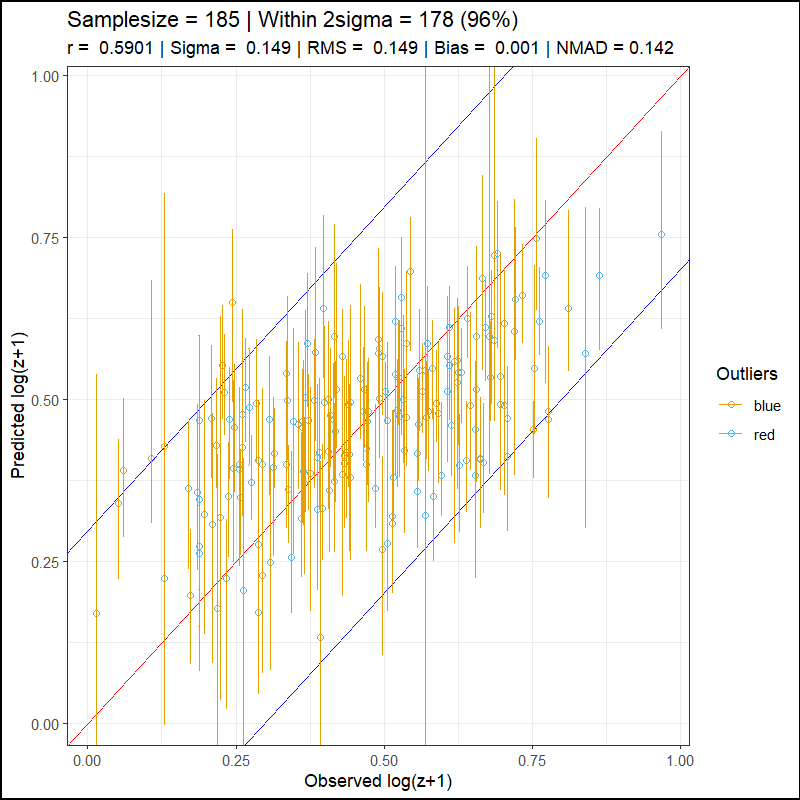 Samplesize = 185 | Within 2sigma = 178 (96%)
r = 0.5901 | Sigma = 0.149 | RMS = 0.149 | Bias = 0.001 | NMAD = 0.142
1.00
0.75
0.50
0.25
0.00
Predicted log(z+1)
0.00 0.25 0.50 0.75 1.00
Observed log(z+1)
Outliers
blue
red